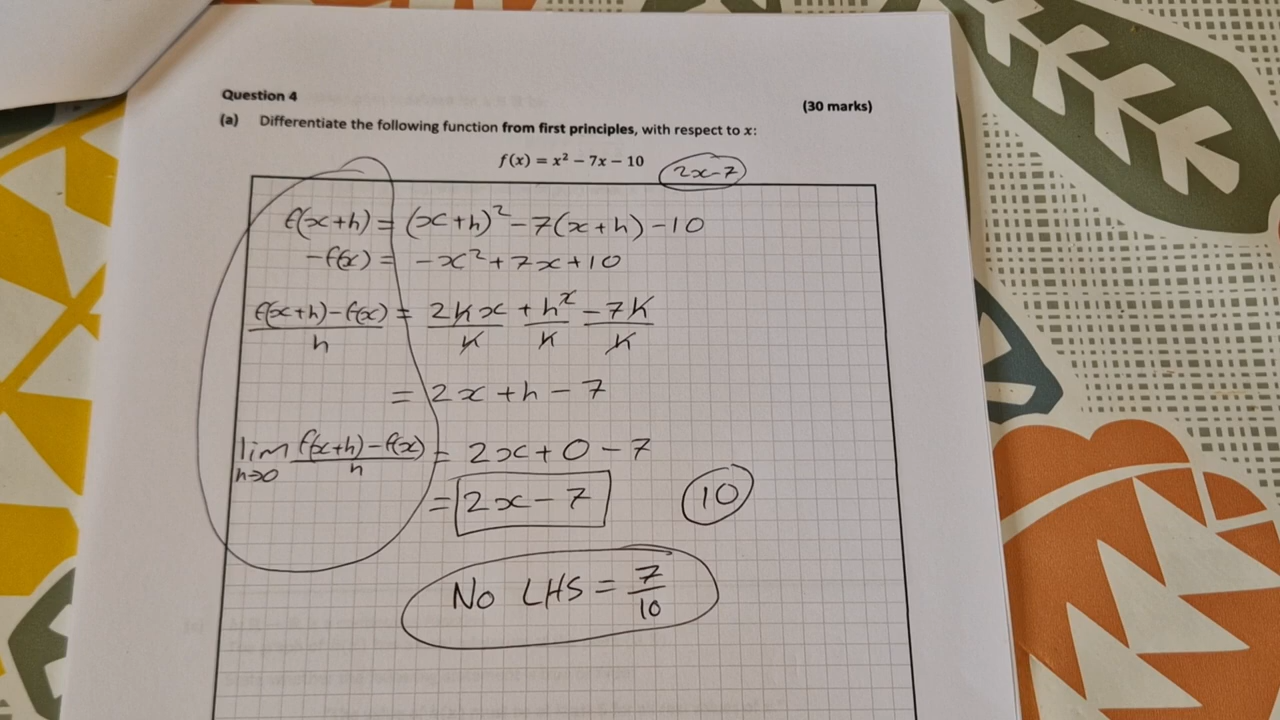 Question 4
(30 marks)
(a) Differentiate the following function from first principles, with respect to x:
f(x) = x² − 7x − 10
2x-7
f(x+h) = (x+h)² - 7(x+h) - 10
-f(x) = -x² + 7x + 10
f(x+h) - f(x) / h = 2hx / h + h² / h - 7h / h
= 2x + h - 7
lim h→0 f(x+h) - f(x) / h = 2x + 0 - 7
= 2x - 7
10
No LHS = 7/10